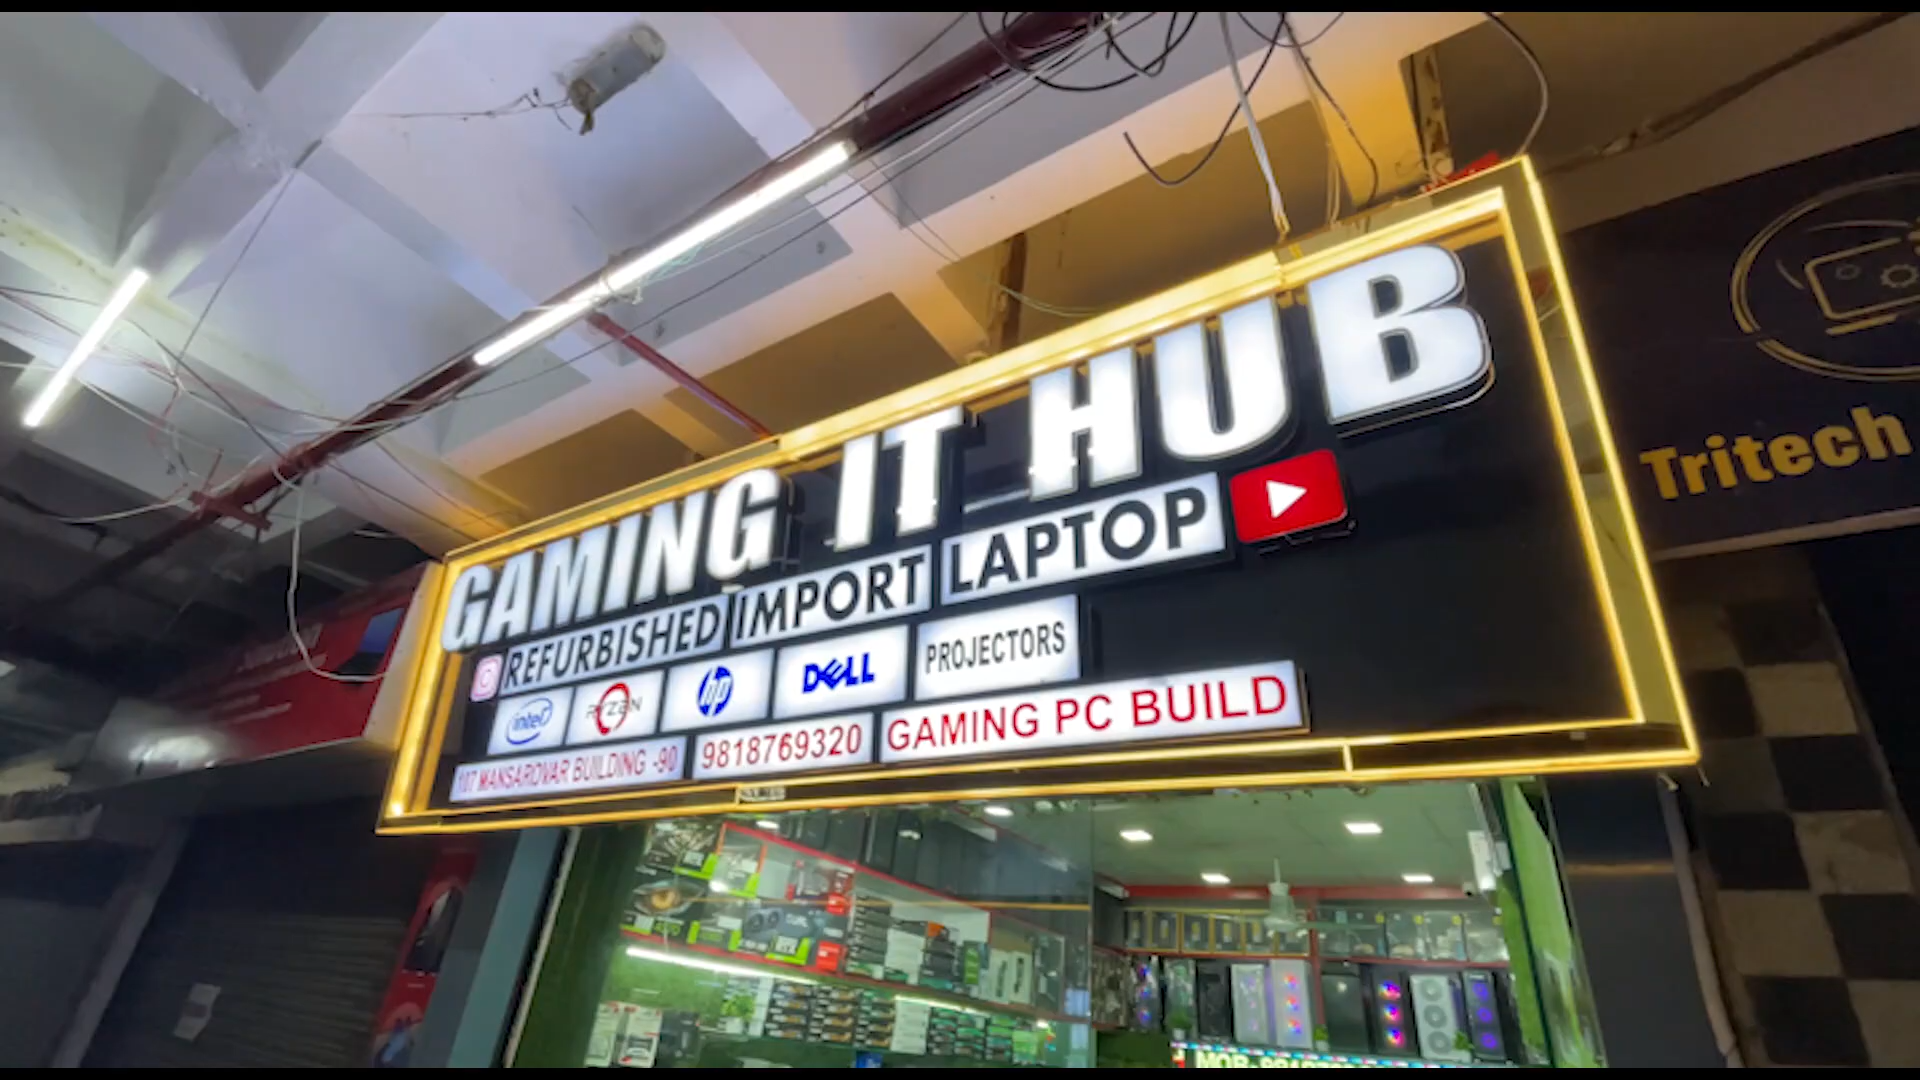 GAMING IT HUB
REFURBISHED IMPORT LAPTOP
intel RYZEN hp DELL PROJECTORS
107 MANSAROVAR BUILDING -90 9818769320 GAMING PC BUILD
Tritech